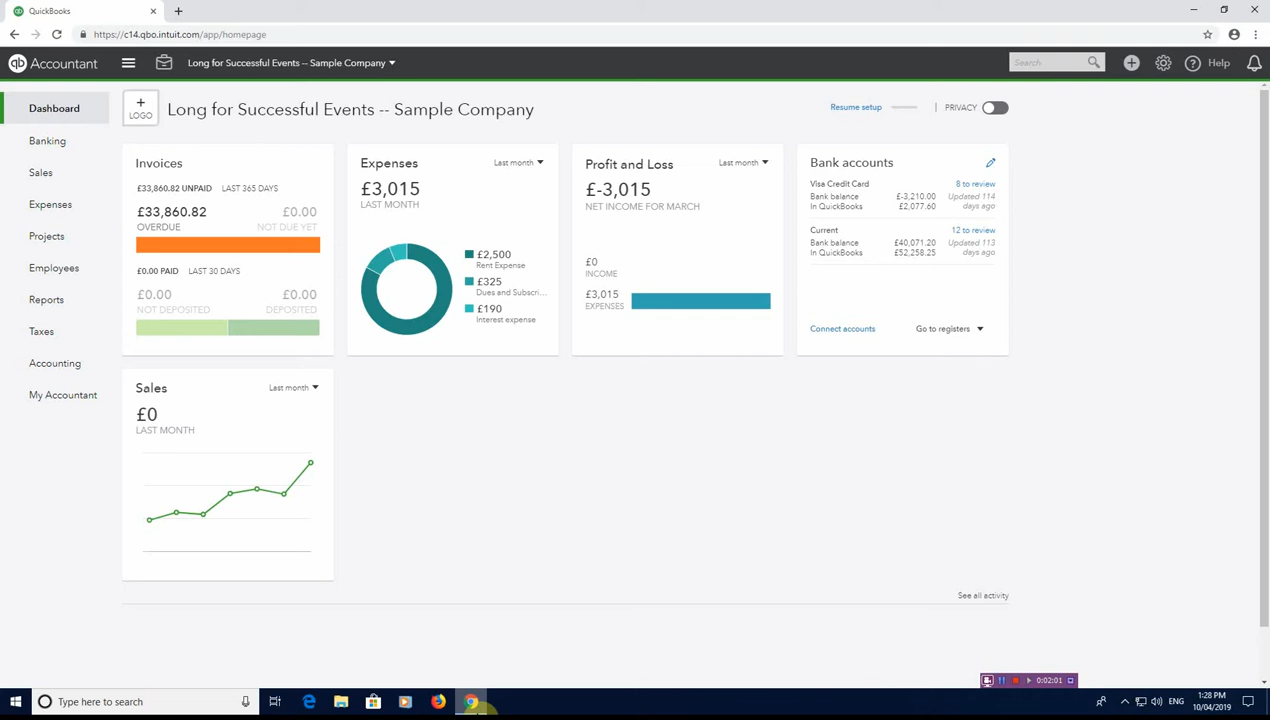 QuickBooks
https://c14.qbo.intuit.com/app/homepage
qb Accountant
Long for Successful Events -- Sample Company
Search
Help
Dashboard
Banking
Sales
Expenses
Projects
Employees
Reports
Taxes
Accounting
My Accountant
+
LOGO
Long for Successful Events -- Sample Company
Resume setup
PRIVACY
Invoices
£33,860.82 UNPAID LAST 365 DAYS
£33,860.82 £0.00
OVERDUE NOT DUE YET
£0.00 PAID LAST 30 DAYS
£0.00 £0.00
NOT DEPOSITED DEPOSITED
Expenses Last month
£3,015
LAST MONTH
£2,500
Rent Expense
£325
Dues and Subscri...
£190
Interest expense
Profit and Loss Last month
£-3,015
NET INCOME FOR MARCH
£0
INCOME
£3,015
EXPENSES
Bank accounts
Visa Credit Card 8 to review
Bank balance £-3,210.00 Updated 114
In QuickBooks £2,077.60 days ago
Current 12 to review
Bank balance £40,071.20 Updated 113
In QuickBooks £52,258.25 days ago
Connect accounts Go to registers
Sales Last month
£0
LAST MONTH
See all activity
0:02:01
Type here to search
ENG
1:28 PM
10/04/2019